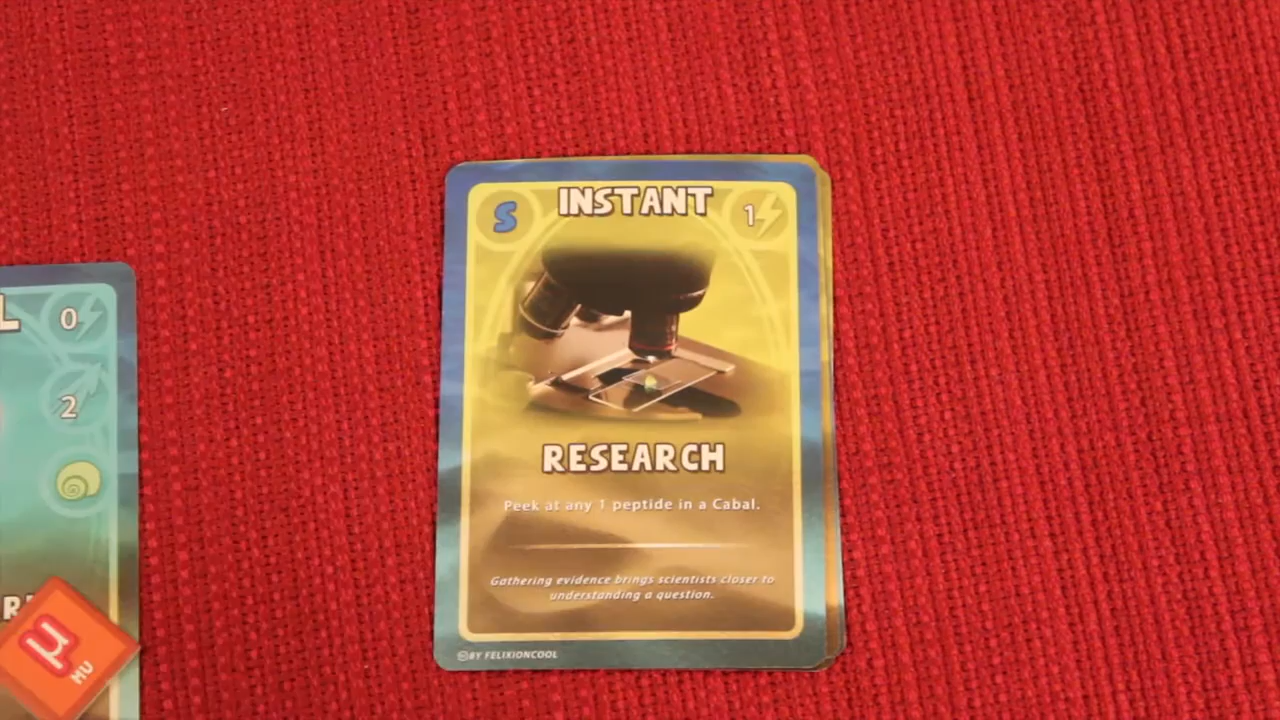 INSTANT
S
1
RESEARCH
Peek at any 1 peptide in a Cabal.
Gathering evidence brings scientists closer to
understanding a question.
BY FELIXIONCOOL
L
0
2
R
µ
MU